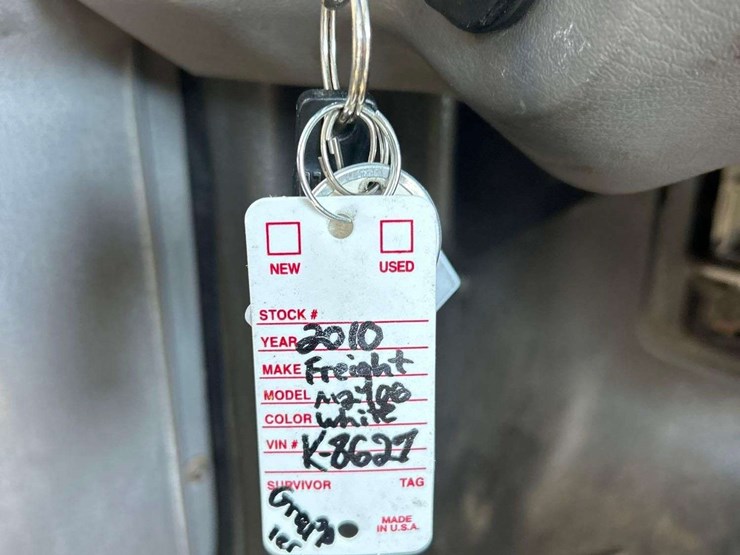 NEW USED
STOCK #
YEAR 2010
MAKE Freight
MODEL M2 100
COLOR white
VIN # K-8627
SURVIVOR TAG
MADE
IN U.S.A.